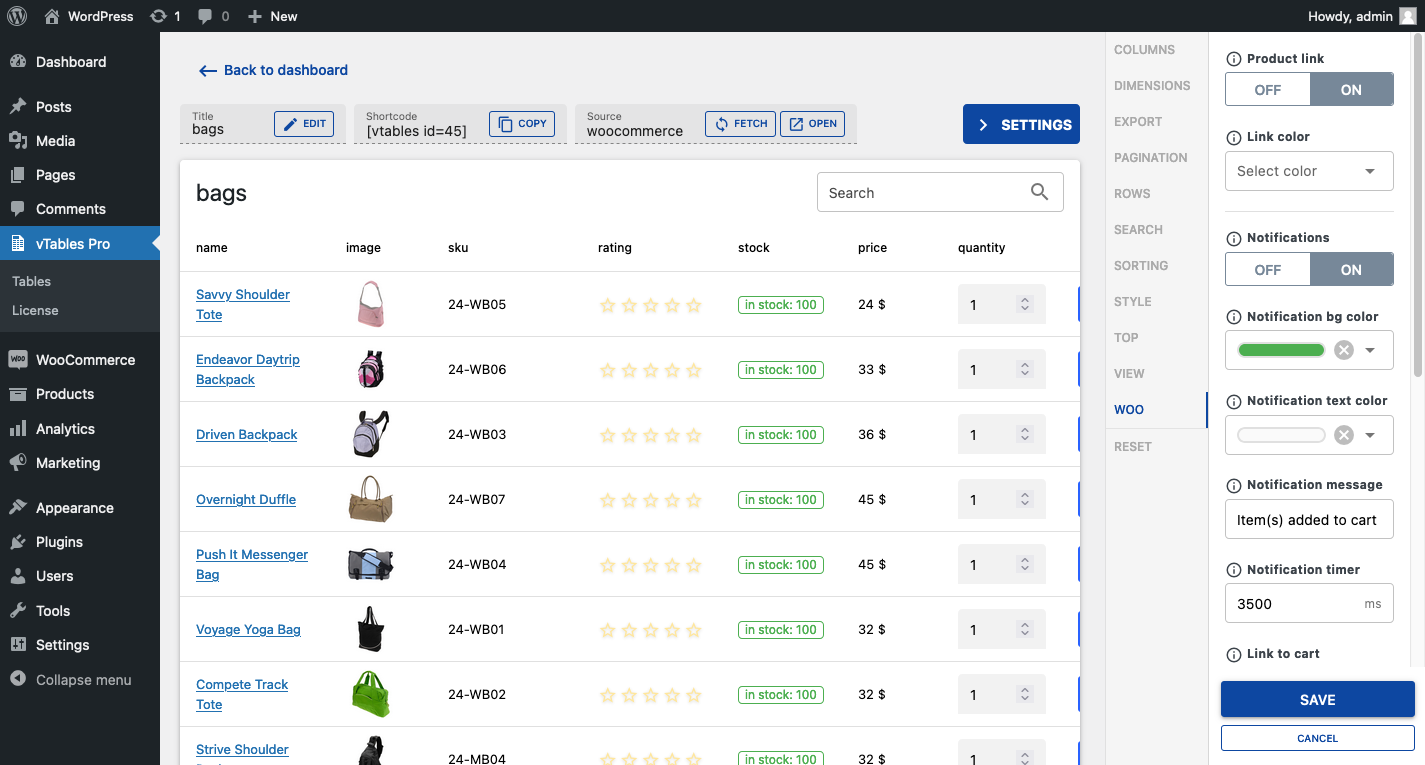 WordPress
1
0
New
Howdy, admin
Dashboard
Posts
Media
Pages
Comments
vTables Pro
Tables
License
WOO
WooCommerce
Products
Analytics
Marketing
Appearance
Plugins
Users
Tools
Settings
Collapse menu
Back to dashboard
Title
bags
EDIT
Shortcode
[vtables id=45]
COPY
Source
woocommerce
FETCH
OPEN
SETTINGS
bags
Search
name image sku rating stock price quantity
Savvy Shoulder
Tote
24-WB05 in stock: 100 24 $ 1
Endeavor Daytrip
Backpack
24-WB06 in stock: 100 33 $ 1
Driven Backpack 24-WB03 in stock: 100 36 $ 1
Overnight Duffle 24-WB07 in stock: 100 45 $ 1
Push It Messenger
Bag
24-WB04 in stock: 100 45 $ 1
Voyage Yoga Bag 24-WB01 in stock: 100 32 $ 1
Compete Track
Tote
24-WB02 in stock: 100 32 $ 1
Strive Shoulder
24-MB04 in stock: 100 32 $ 1
COLUMNS
DIMENSIONS
EXPORT
PAGINATION
ROWS
SEARCH
SORTING
STYLE
TOP
VIEW
WOO
RESET
Product link
OFF ON
Link color
Select color
Notifications
OFF ON
Notification bg color
Notification text color
Notification message
Item(s) added to cart
Notification timer
3500 ms
Link to cart
SAVE
CANCEL